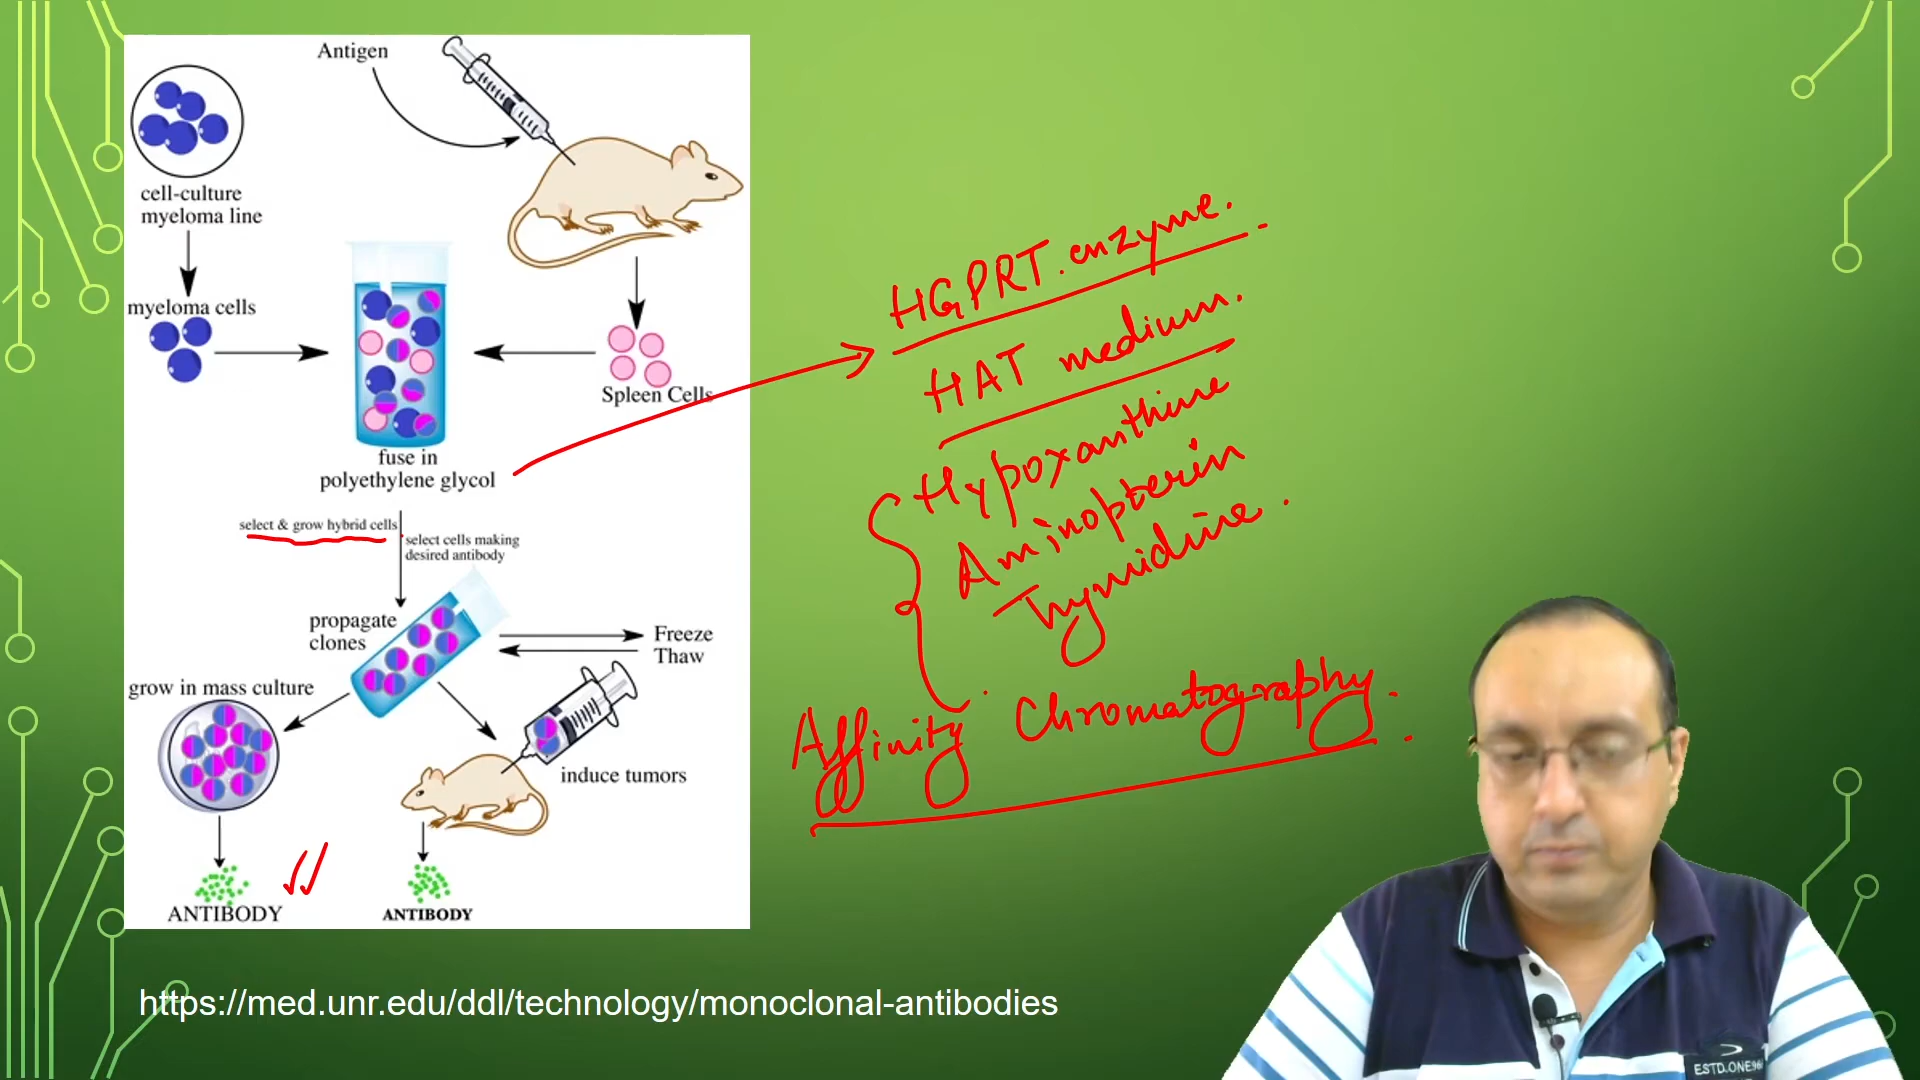 Antigen
cell-culture
myeloma line
myeloma cells
Spleen Cells
fuse in
polyethylene glycol
select & grow hybrid cells
select cells making
desired antibody
propagate
clones
Freeze
Thaw
grow in mass culture
induce tumors
ANTIBODY
ANTIBODY
HGPRT. enzyme.
HAT medium.
Hypoxanthine
Aminopterin
Thymidine.
Affinity Chromatography.
https://med.unr.edu/ddl/technology/monoclonal-antibodies